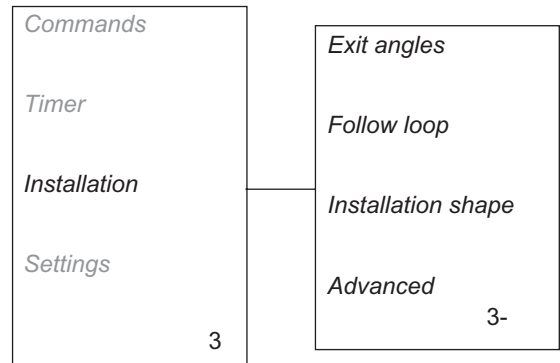 Commands
Timer
Installation
Settings
3
Exit angles
Follow loop
Installation shape
Advanced
3-